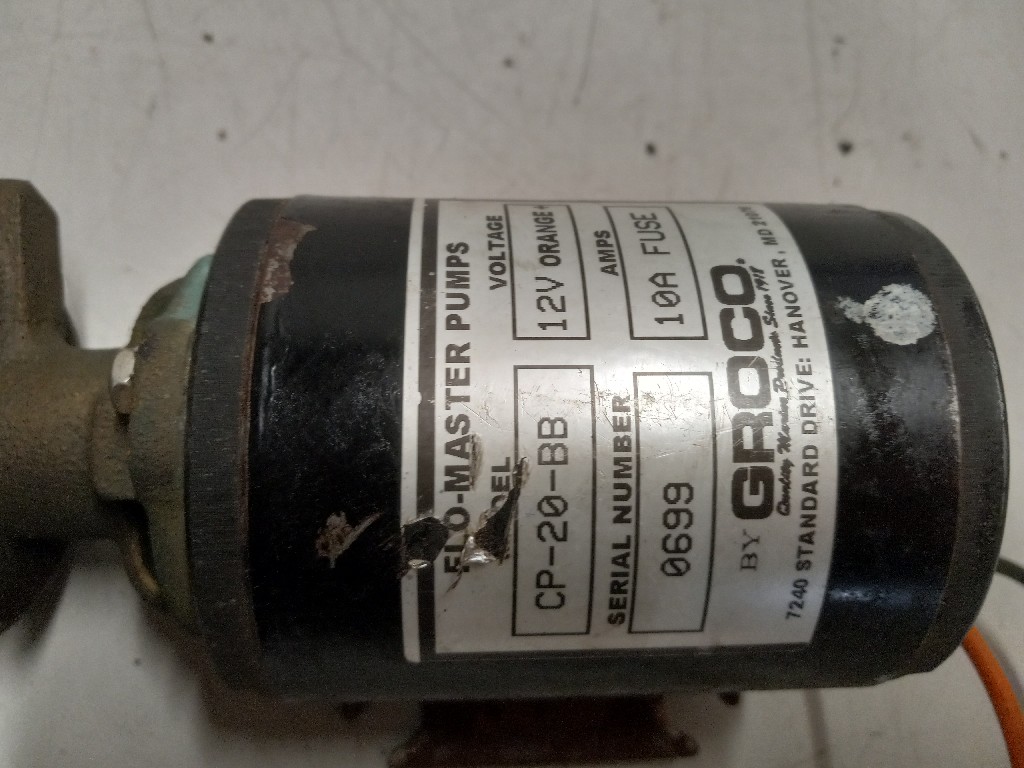 FLO-MASTER PUMPS
VOLTAGE
12V ORANGE+
CP-20-BB
AMPS
10A FUSE
SERIAL NUMBER
0699
BY GROCO.
Quality Marine Products Since 1918
7240 STANDARD DRIVE: HANOVER, MD